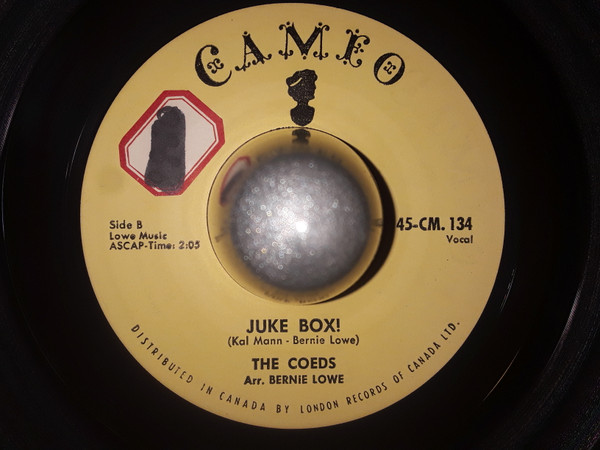 CAMEO
Side B
Lowe Music
ASCAP-Time: 2:05
45-CM. 134
Vocal
JUKE BOX!
(Kal Mann - Bernie Lowe)
THE COEDS
Arr. BERNIE LOWE
DISTRIBUTED IN CANADA BY LONDON RECORDS OF CANADA LTD.